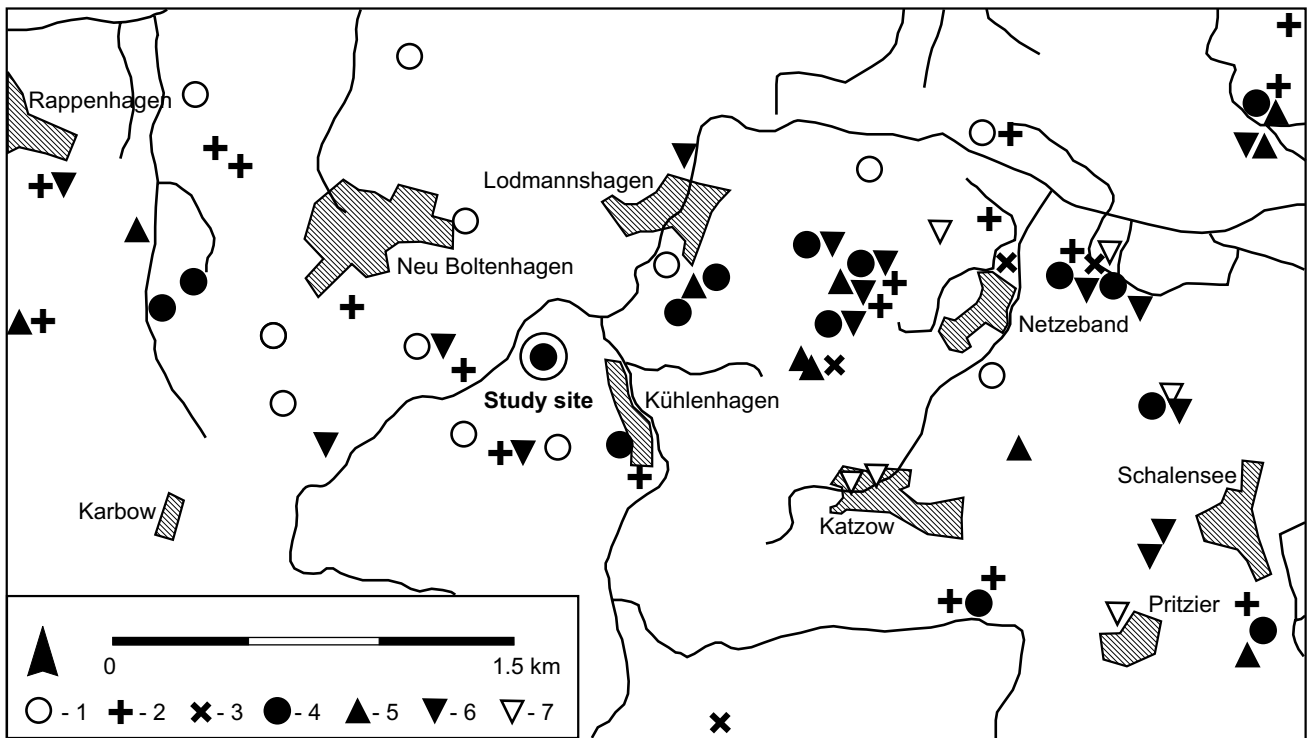 Rappenhagen
Lodmannshagen
Neu Boltenhagen
Netzeband
Study site
Kühlenhagen
Schalensee
Karbow
Katzow
Pritzier
0 1.5 km
- 1 - 2 - 3 - 4 - 5 - 6 - 7